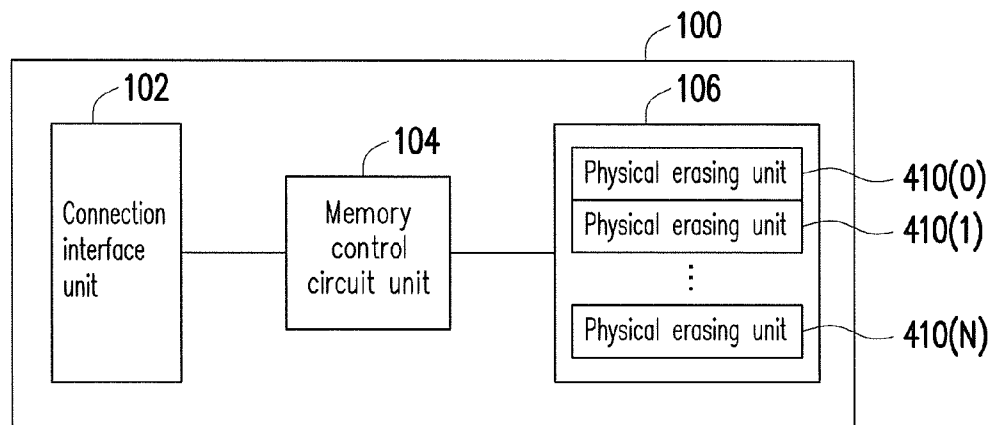 100
102
106
104
Physical erasing unit
410(0)
Connection
interface
unit
Memory
control
circuit unit
Physical erasing unit
410(1)
Physical erasing unit
410(N)